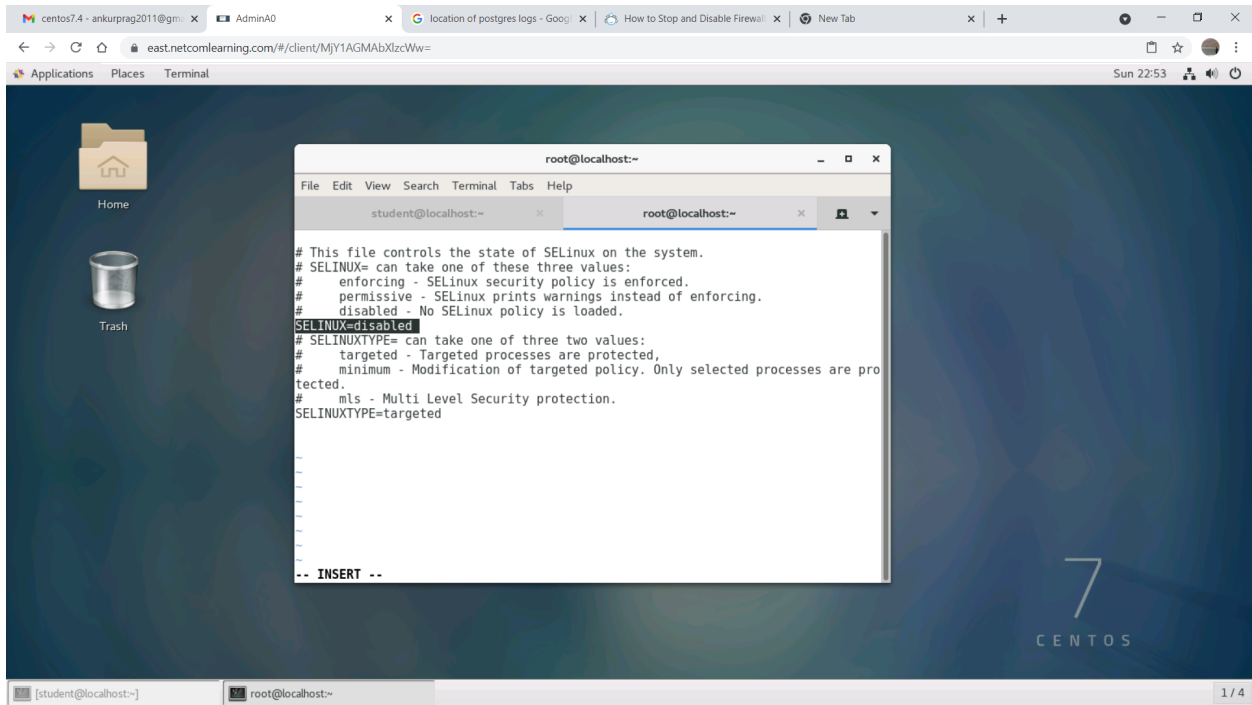 centos7.4 - ankurprag2011@gma
AdminA0
location of postgres logs - Goog
How to Stop and Disable Firewall
New Tab
east.netcomlearning.com/#/client/MjY1AGMAbXlzcWw=
Applications Places Terminal
Sun 22:53
Home
Trash
root@localhost:~
File Edit View Search Terminal Tabs Help
student@localhost:~
root@localhost:~
# This file controls the state of SELinux on the system.
# SELINUX= can take one of these three values:
#     enforcing - SELinux security policy is enforced.
#     permissive - SELinux prints warnings instead of enforcing.
#     disabled - No SELinux policy is loaded.
SELINUX=disabled
# SELINUXTYPE= can take one of three two values:
#     targeted - Targeted processes are protected,
#     minimum - Modification of targeted policy. Only selected processes are pro
tected.
#     mls - Multi Level Security protection.
SELINUXTYPE=targeted
~
~
~
~
~
~
~
~
-- INSERT --
7
CENTOS
[student@localhost:~]
root@localhost:~
1 / 4